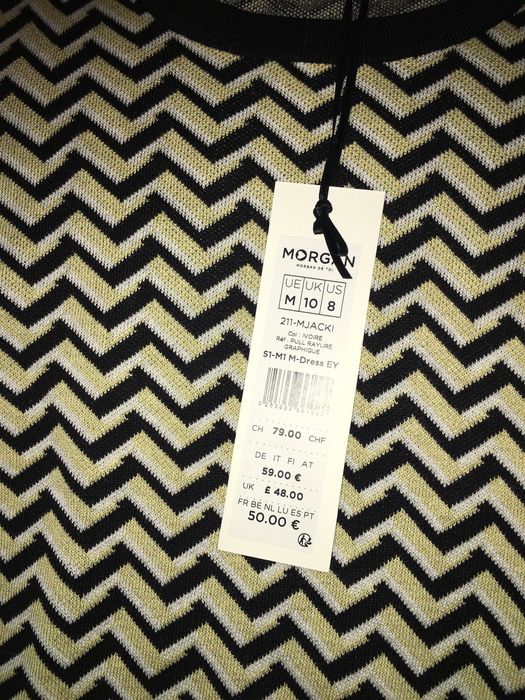 MORGAN
MORGAN DE TOI
UE UK US
M 10 8
211-MJACKI
Col : IVOIRE
Réf : PULL RAYURE
GRAPHIQUE
S1-M1 M-Dress EY
CH 79.00 CHF
DE IT FI AT
59.00 €
UK £ 48.00
FR BE NL LU ES PT
50.00 €